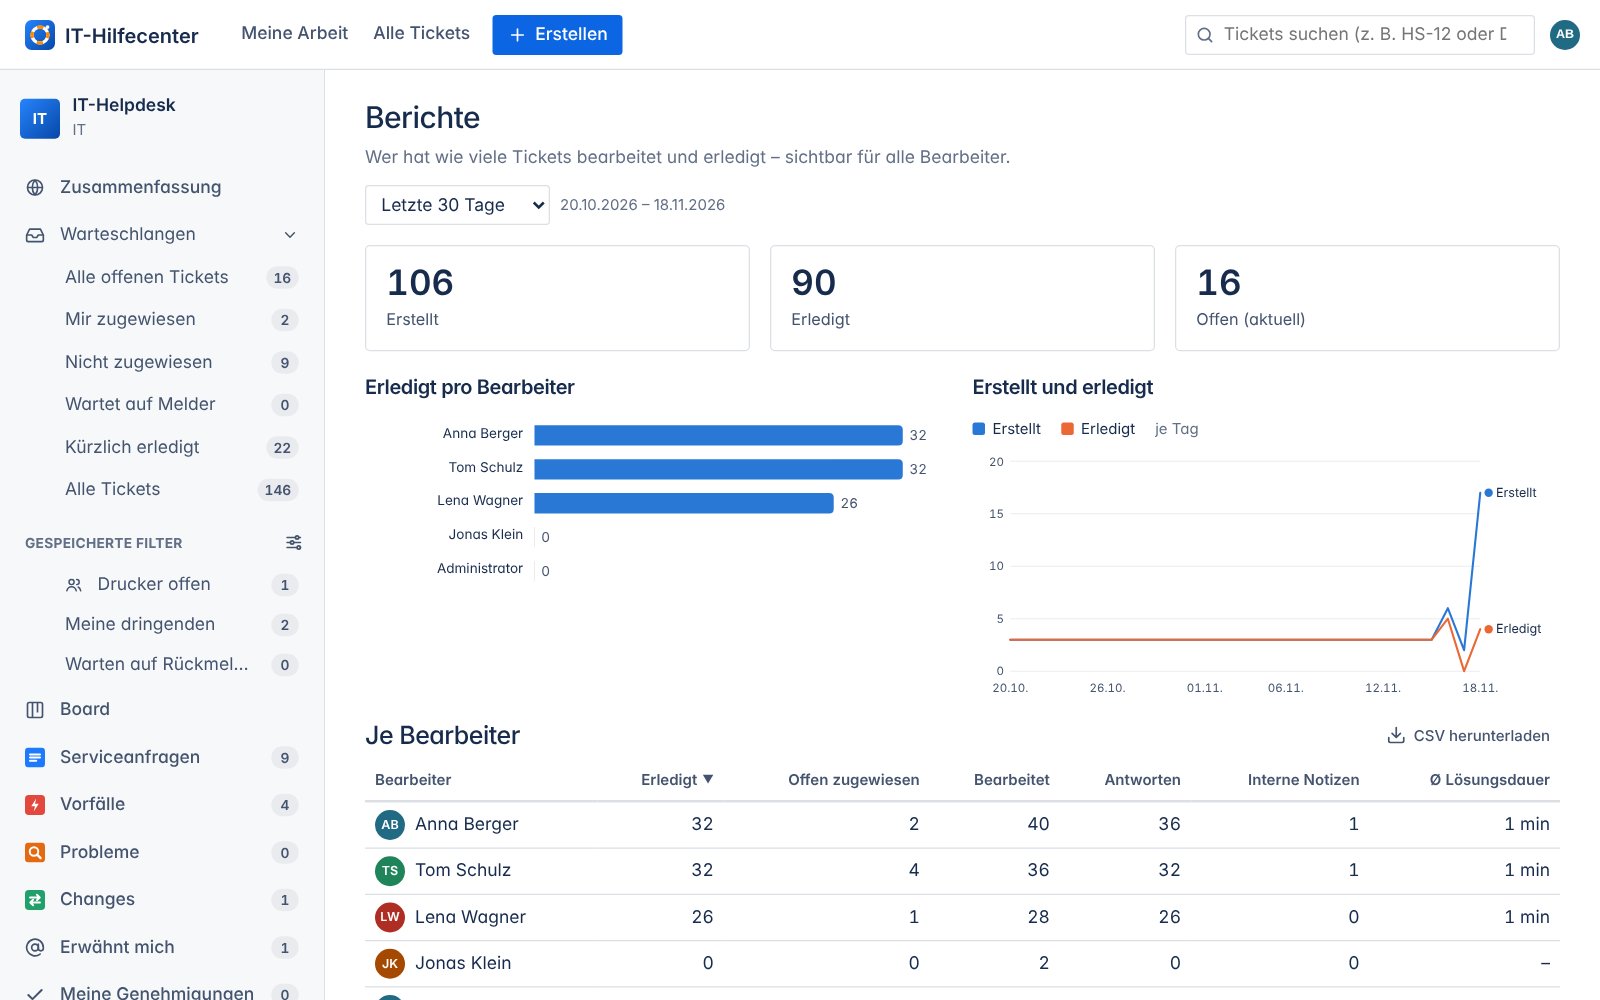 IT-Hilfecenter
Meine Arbeit
Alle Tickets
+ Erstellen
Tickets suchen (z. B. HS-12 oder D
AB
IT
IT-Helpdesk
IT
Zusammenfassung
Warteschlangen
Alle offenen Tickets 16
Mir zugewiesen 2
Nicht zugewiesen 9
Wartet auf Melder 0
Kürzlich erledigt 22
Alle Tickets 146
GESPEICHERTE FILTER
Drucker offen 1
Meine dringenden 2
Warten auf Rückmel... 0
Board
Serviceanfragen 9
Vorfälle 4
Probleme 0
Changes 1
Erwähnt mich 1
Meine Genehmigungen 0
Berichte
Wer hat wie viele Tickets bearbeitet und erledigt – sichtbar für alle Bearbeiter.
Letzte 30 Tage 20.10.2026 – 18.11.2026
106
Erstellt
90
Erledigt
16
Offen (aktuell)
Erledigt pro Bearbeiter
Anna Berger 32
Tom Schulz 32
Lena Wagner 26
Jonas Klein 0
Administrator 0
Erstellt und erledigt
Erstellt Erledigt je Tag
20
15
10
5
0
20.10. 26.10. 01.11. 06.11. 12.11. 18.11.
Erstellt
Erledigt
Je Bearbeiter
CSV herunterladen
Bearbeiter Erledigt ▼ Offen zugewiesen Bearbeitet Antworten Interne Notizen Ø Lösungsdauer
AB Anna Berger 32 2 40 36 1 1 min
TS Tom Schulz 32 4 36 32 1 1 min
LW Lena Wagner 26 1 28 26 0 1 min
JK Jonas Klein 0 0 2 0 0 –